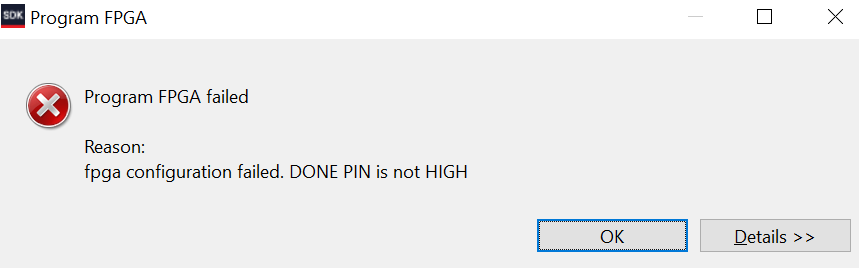 SDK Program FPGA
Program FPGA failed
Reason:
fpga configuration failed. DONE PIN is not HIGH
OK
Details >>